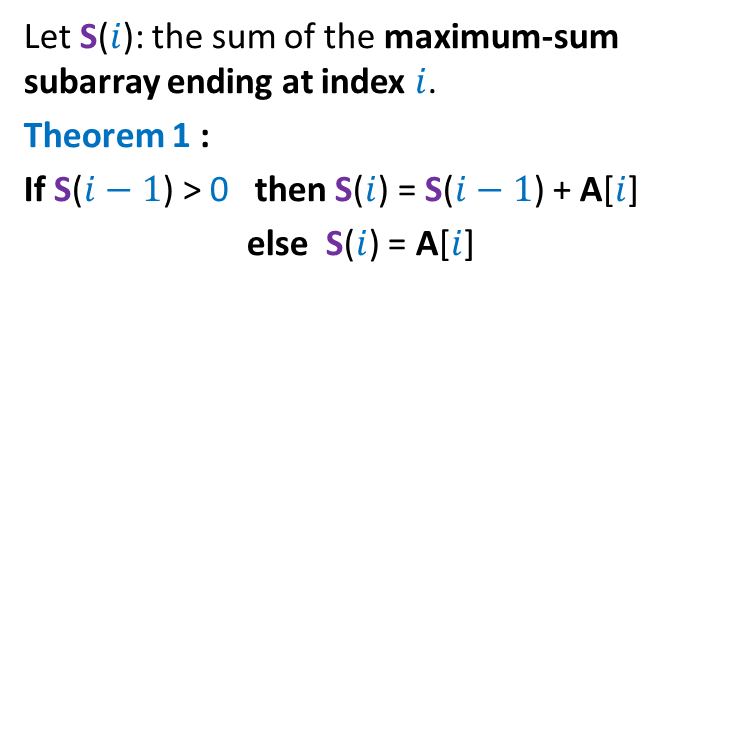 Let S(i): the sum of the maximum-sum
subarray ending at index i.
Theorem 1 :
If S(i − 1) > 0 then S(i) = S(i − 1) + A[i]
else S(i) = A[i]